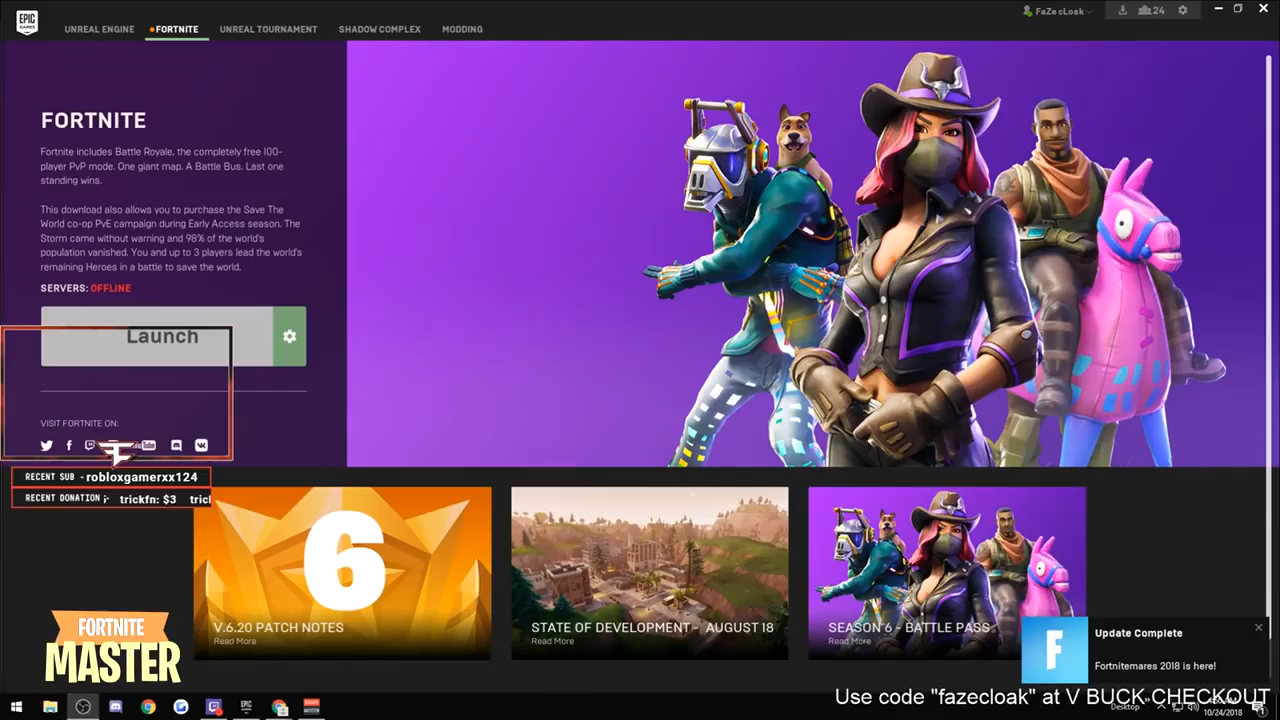 EPIC GAMES
UNREAL ENGINE
FORTNITE
UNREAL TOURNAMENT
SHADOW COMPLEX
MODDING
FaZe cLoak
24
FORTNITE
Fortnite includes Battle Royale, the completely free 100-
player PvP mode. One giant map. A Battle Bus. Last one
standing wins.
This download also allows you to purchase the Save The
World co-op PvE campaign during Early Access season. The
Storm came without warning and 98% of the world's
population vanished. You and up to 3 players lead the world's
remaining Heroes in a battle to save the world.
SERVERS: OFFLINE
Launch
VISIT FORTNITE ON:
RECENT SUB - robloxgamerxx124
RECENT DONATION - trickfn: $3 trick
6
V.6.20 PATCH NOTES
Read More
STATE OF DEVELOPMENT - AUGUST 18
Read More
SEASON 6 - BATTLE PASS
Read More
FORTNITE
MASTER
F
Update Complete
Fortnitemares 2018 is here!
Use code "fazecloak" at V BUCK CHECKOUT
Desktop
10/24/2018